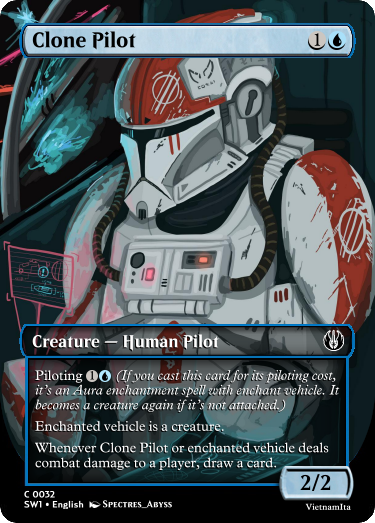 Clone Pilot 1
Creature — Human Pilot
Piloting 1 (If you cast this card for its piloting cost,
it's an Aura enchantment spell with enchant vehicle. It
becomes a creature again if it's not attached.)
Enchanted vehicle is a creature.
Whenever Clone Pilot or enchanted vehicle deals
combat damage to a player, draw a card.
2/2
C 0032
SW1 • English SPECTRES_ABYSS
VietnamIta